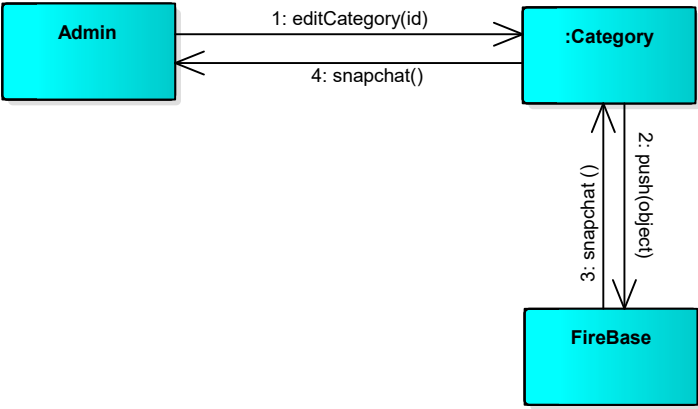 Admin
1: editCategory(id)
:Category
4: snapchat()
3: snapchat ()
2: push(object)
FireBase